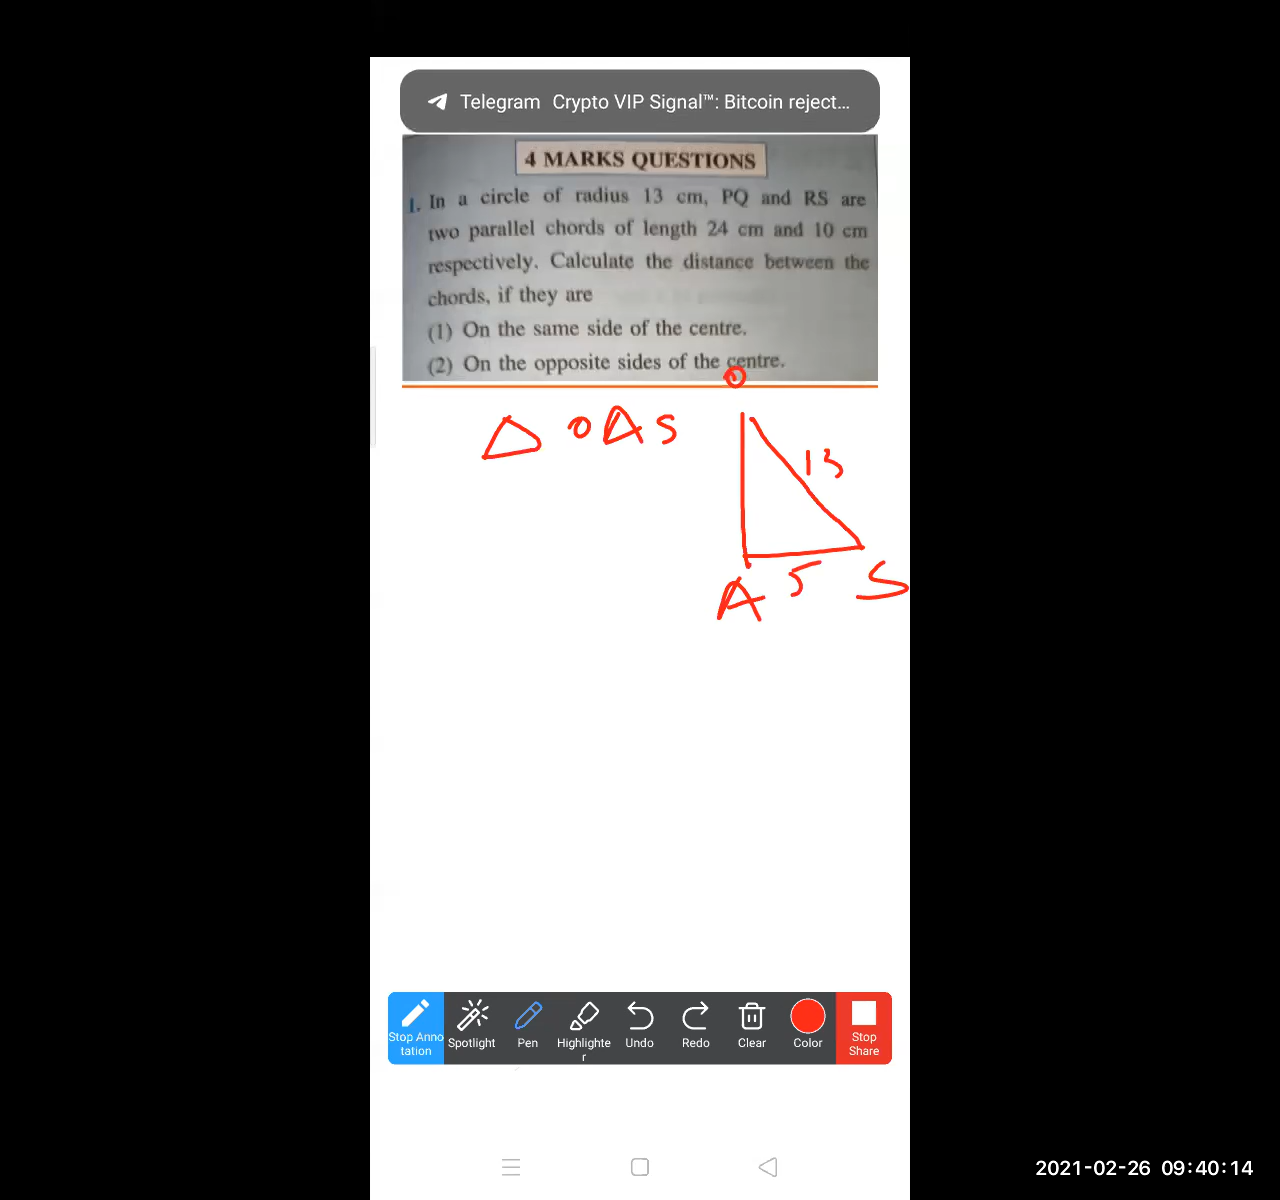 Telegram Crypto VIP Signal™: Bitcoin reject...
4 MARKS QUESTIONS
1. In a circle of radius 13 cm, PQ and RS are
two parallel chords of length 24 cm and 10 cm
respectively. Calculate the distance between the
chords, if they are
(1) On the same side of the centre.
(2) On the opposite sides of the centre.
O
△ OAS
13
A 5 S
Stop Anno
tation
Spotlight
Pen
Highlighte
r
Undo
Redo
Clear
Color
Stop
Share
2021-02-26 09:40:14